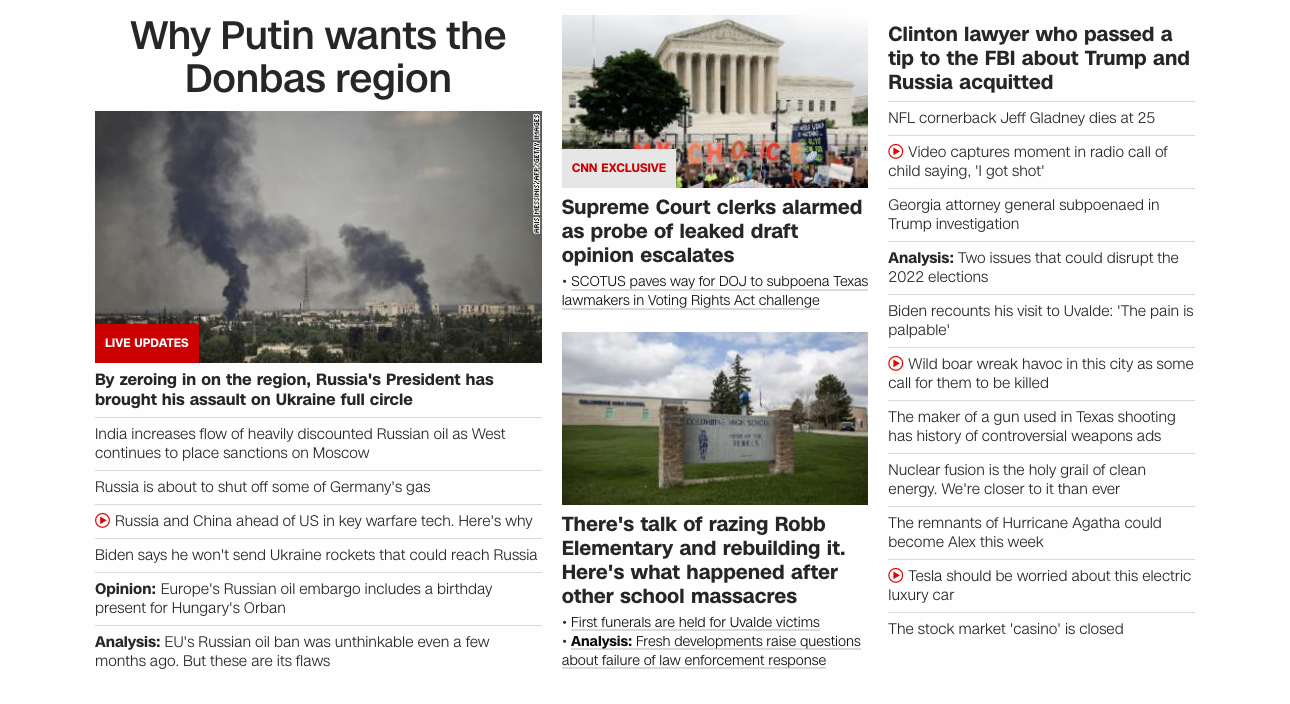 Why Putin wants the
Donbas region
ARIS MESSINIS/AFP/GETTY IMAGES
LIVE UPDATES
By zeroing in on the region, Russia's President has
brought his assault on Ukraine full circle
India increases flow of heavily discounted Russian oil as West
continues to place sanctions on Moscow
Russia is about to shut off some of Germany's gas
Russia and China ahead of US in key warfare tech. Here's why
Biden says he won't send Ukraine rockets that could reach Russia
Opinion: Europe's Russian oil embargo includes a birthday
present for Hungary's Orban
Analysis: EU's Russian oil ban was unthinkable even a few
months ago. But these are its flaws
MY CHOICE
CNN EXCLUSIVE
Supreme Court clerks alarmed
as probe of leaked draft
opinion escalates
• SCOTUS paves way for DOJ to subpoena Texas
lawmakers in Voting Rights Act challenge
COLUMBINE HIGH SCHOOL
COLUMBINE HIGH SCHOOL
HOME OF THE
REBELS
There's talk of razing Robb
Elementary and rebuilding it.
Here's what happened after
other school massacres
• First funerals are held for Uvalde victims
• Analysis: Fresh developments raise questions
about failure of law enforcement response
Clinton lawyer who passed a
tip to the FBI about Trump and
Russia acquitted
NFL cornerback Jeff Gladney dies at 25
Video captures moment in radio call of
child saying, 'I got shot'
Georgia attorney general subpoenaed in
Trump investigation
Analysis: Two issues that could disrupt the
2022 elections
Biden recounts his visit to Uvalde: 'The pain is
palpable'
Wild boar wreak havoc in this city as some
call for them to be killed
The maker of a gun used in Texas shooting
has history of controversial weapons ads
Nuclear fusion is the holy grail of clean
energy. We're closer to it than ever
The remnants of Hurricane Agatha could
become Alex this week
Tesla should be worried about this electric
luxury car
The stock market 'casino' is closed